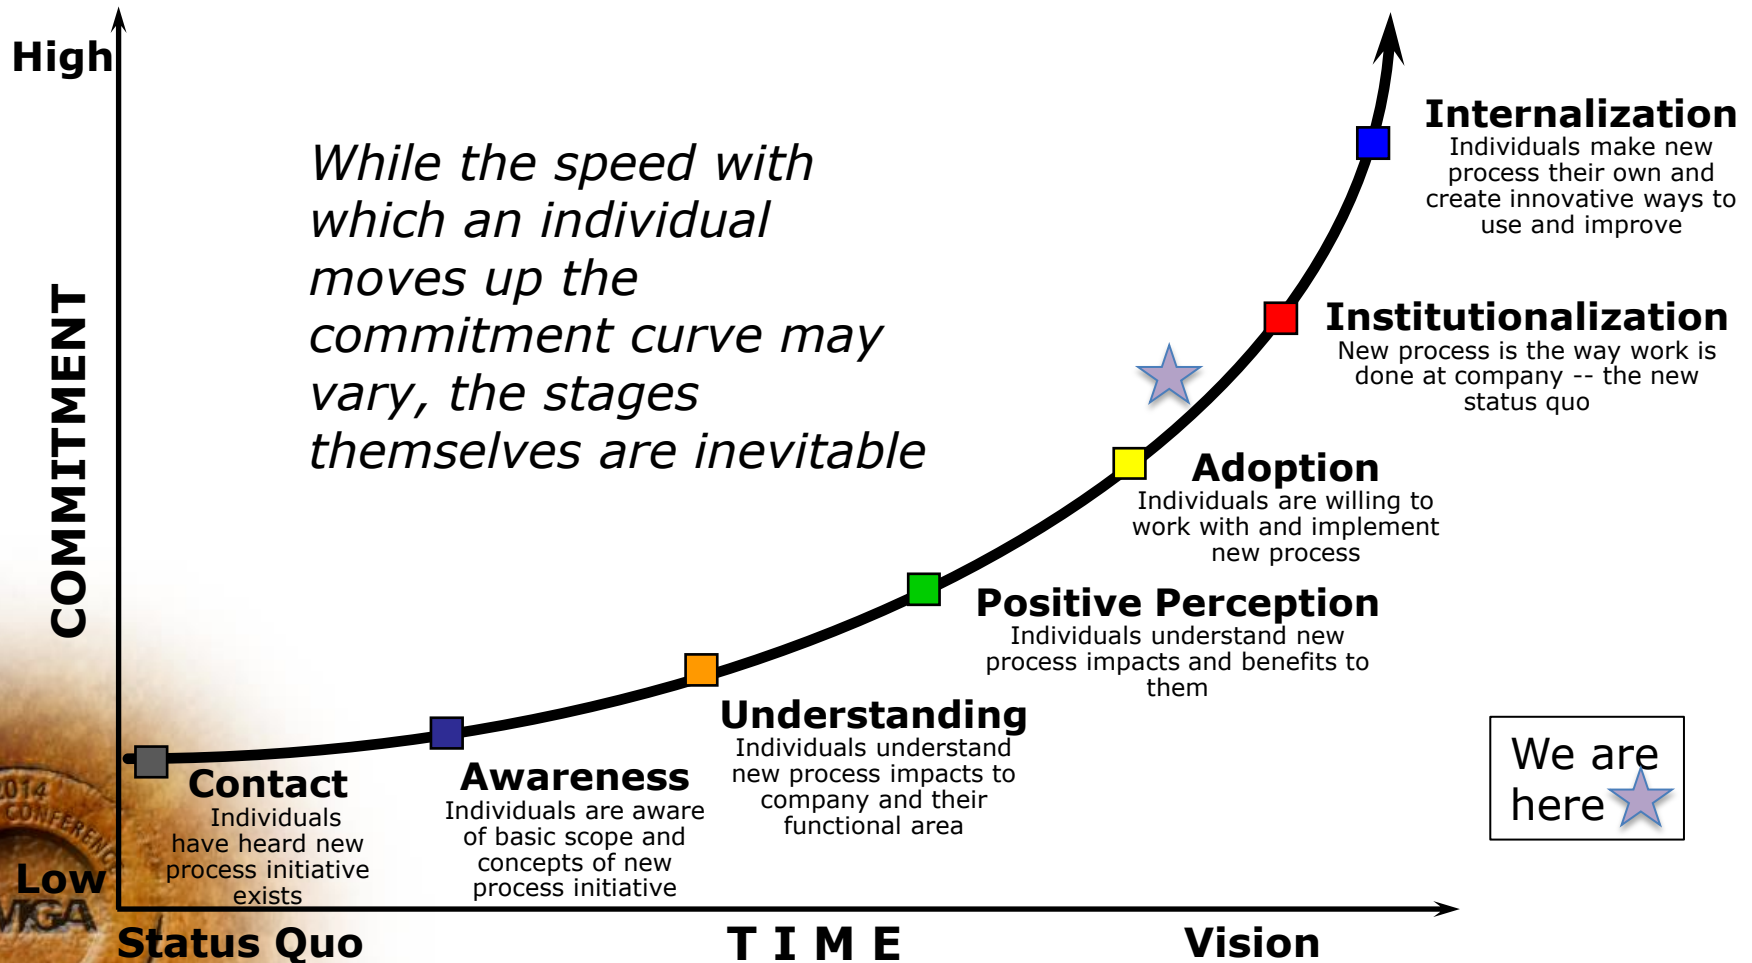 High
While the speed with
which an individual
moves up the
commitment curve may
vary, the stages
themselves are inevitable
COMMITMENT
Internalization
Individuals make new
process their own and
create innovative ways to
use and improve
Institutionalization
New process is the way work is
done at company -- the new
status quo
Adoption
Individuals are willing to
work with and implement
new process
Positive Perception
Individuals understand new
process impacts and benefits to
them
Understanding
Individuals understand
new process impacts to
company and their
functional area
Awareness
Individuals are aware
of basic scope and
concepts of new
process initiative
Contact
Individuals
have heard new
process initiative
exists
We are
here
2014
Low
Status Quo
TIME
Vision